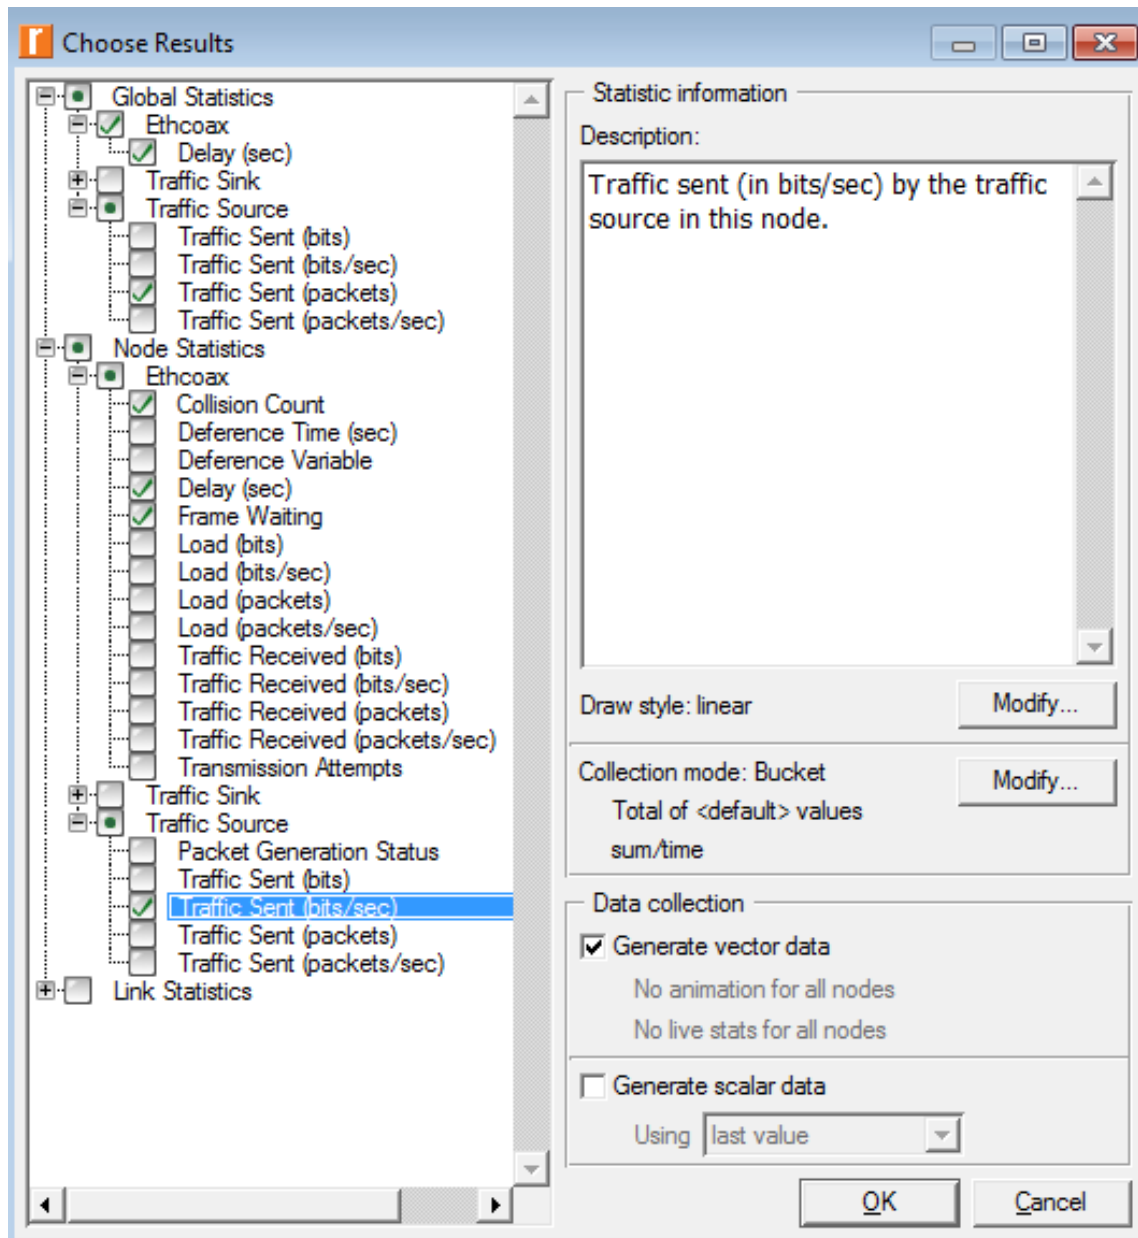 Choose Results
Global Statistics
Ethcoax
Delay (sec)
Traffic Sink
Traffic Source
Traffic Sent (bits)
Traffic Sent (bits/sec)
Traffic Sent (packets)
Traffic Sent (packets/sec)
Node Statistics
Ethcoax
Collision Count
Deference Time (sec)
Deference Variable
Delay (sec)
Frame Waiting
Load (bits)
Load (bits/sec)
Load (packets)
Load (packets/sec)
Traffic Received (bits)
Traffic Received (bits/sec)
Traffic Received (packets)
Traffic Received (packets/sec)
Transmission Attempts
Traffic Sink
Traffic Source
Packet Generation Status
Traffic Sent (bits)
Traffic Sent (bits/sec)
Traffic Sent (packets)
Traffic Sent (packets/sec)
Link Statistics
Statistic information
Description:
Traffic sent (in bits/sec) by the traffic
source in this node.
Draw style: linear
Modify...
Collection mode: Bucket
Modify...
Total of <default> values
sum/time
Data collection
Generate vector data
No animation for all nodes
No live stats for all nodes
Generate scalar data
Using last value
OK
Cancel